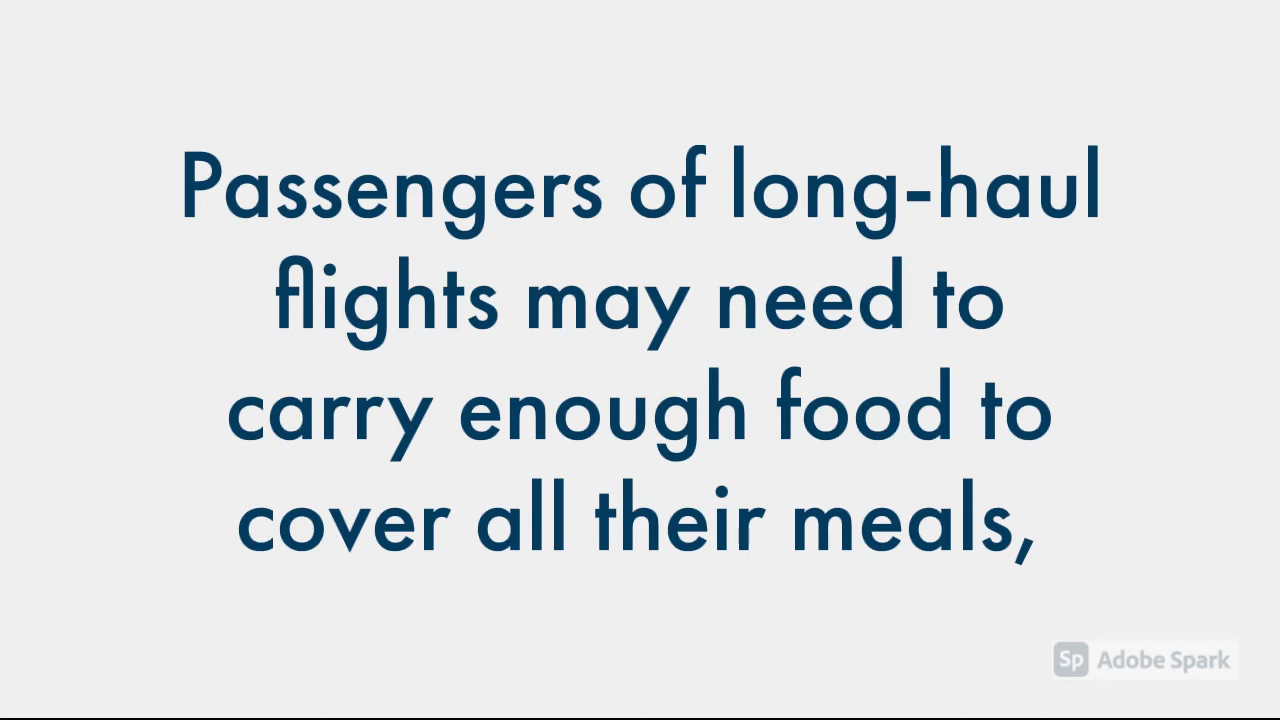 Passengers of long-haul
flights may need to
carry enough food to
cover all their meals,
Sp Adobe Spark